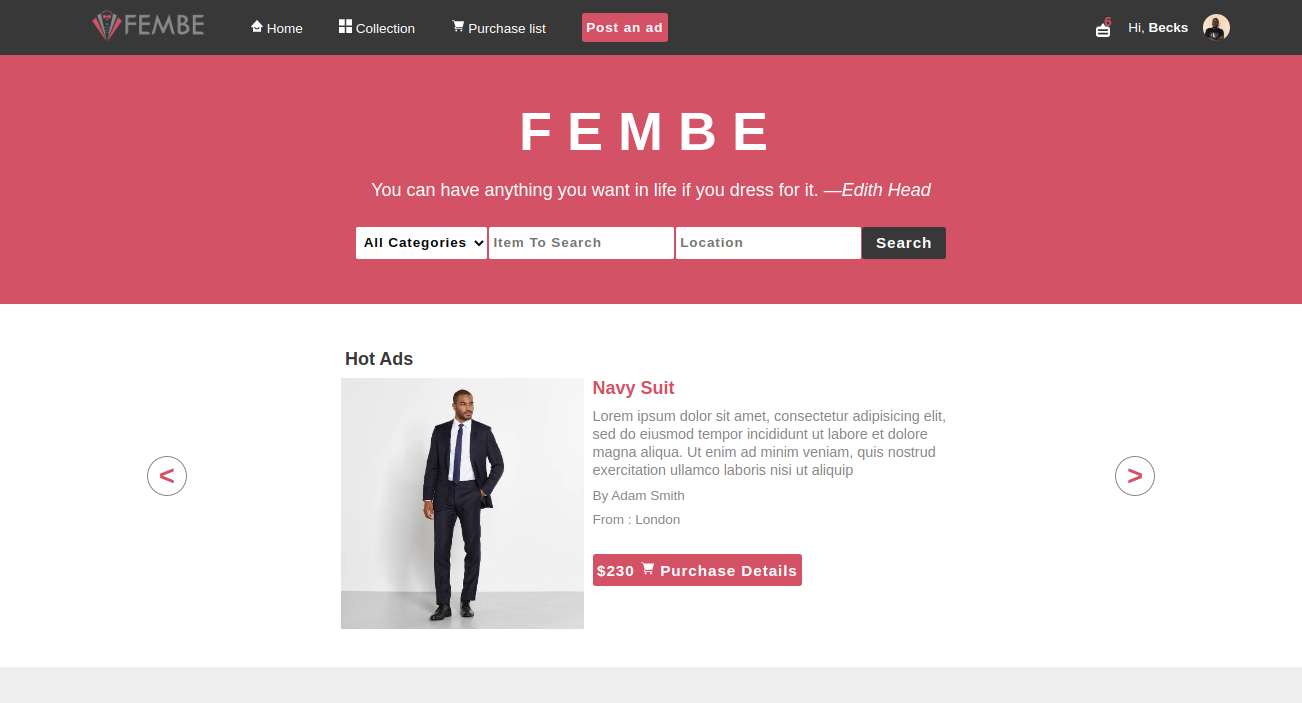 FEMBE
Home
Collection
Purchase list
Post an ad
6
Hi, Becks
FEMBE
You can have anything you want in life if you dress for it. —Edith Head
All Categories
Item To Search
Location
Search
Hot Ads
Navy Suit
Lorem ipsum dolor sit amet, consectetur adipisicing elit,
sed do eiusmod tempor incididunt ut labore et dolore
magna aliqua. Ut enim ad minim veniam, quis nostrud
exercitation ullamco laboris nisi ut aliquip
By Adam Smith
From : London
<
>
$230 Purchase Details